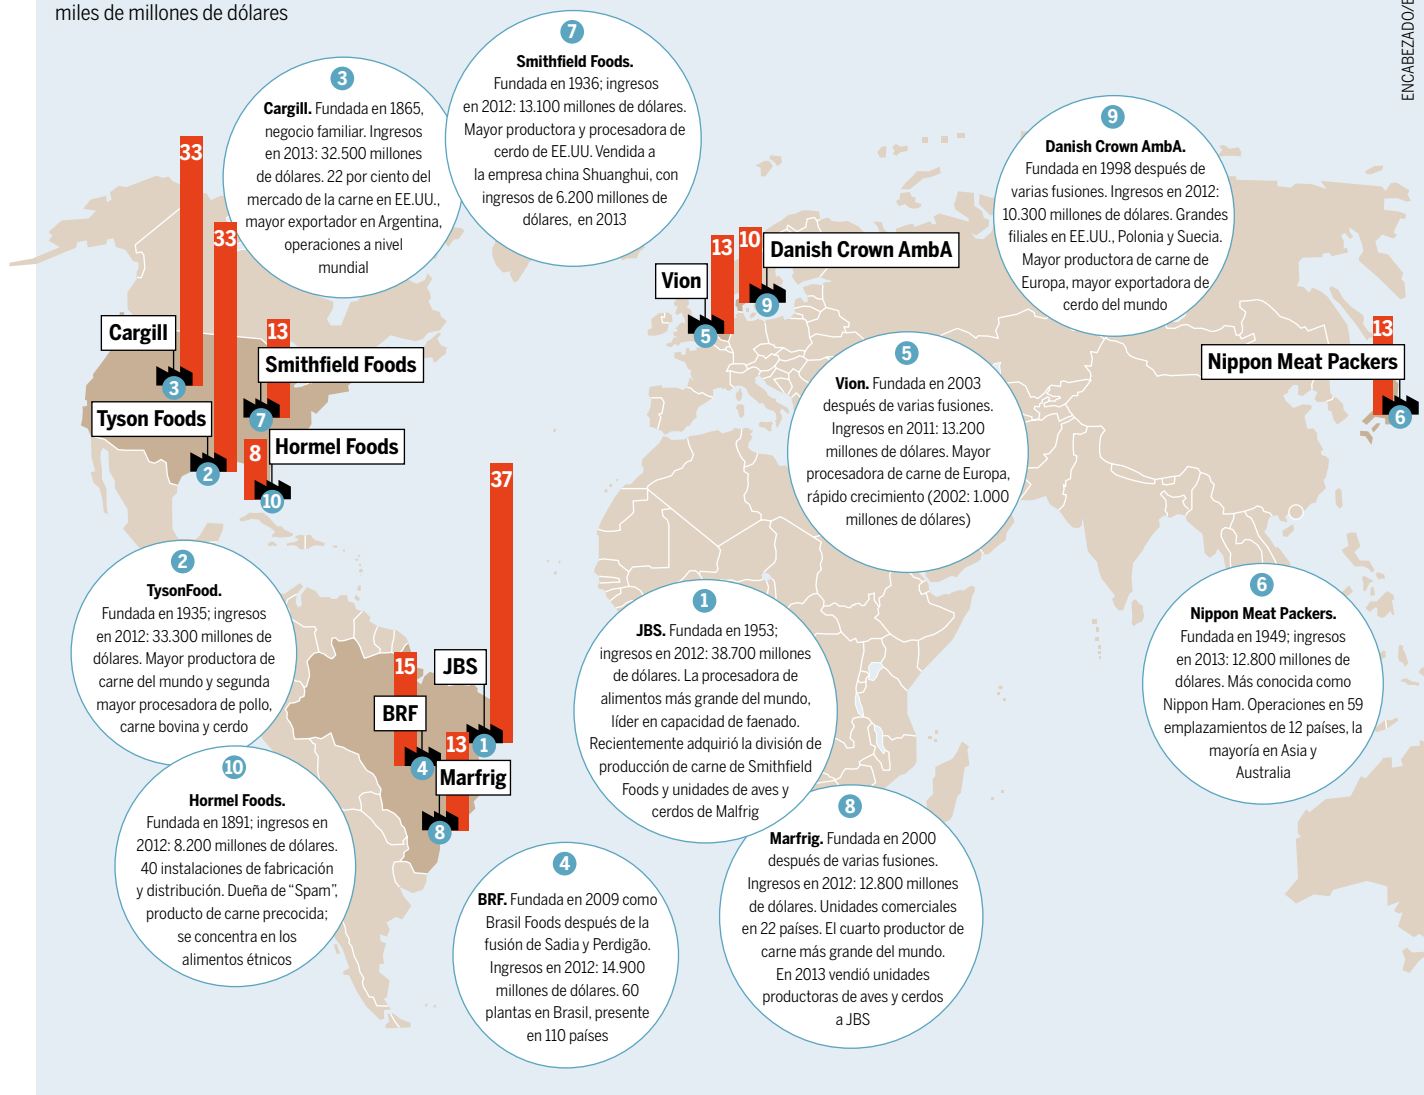 miles de millones de dólares
ENCABEZADO/E
7
Smithfield Foods.
Fundada en 1936; ingresos
en 2012: 13.100 millones de dólares.
Mayor productora y procesadora de
cerdo de EE.UU. Vendida a
la empresa china Shuanghui, con
ingresos de 6.200 millones de
dólares, en 2013
3
Cargill. Fundada en 1865,
negocio familiar. Ingresos
en 2013: 32.500 millones
de dólares. 22 por ciento del
mercado de la carne en EE.UU.,
mayor exportador en Argentina,
operaciones a nivel
mundial
9
Danish Crown AmbA.
Fundada en 1998 después de
varias fusiones. Ingresos en 2012:
10.300 millones de dólares. Grandes
filiales en EE.UU., Polonia y Suecia.
Mayor productora de carne de
Europa, mayor exportadora de
cerdo del mundo
33
33
13
Cargill
3
Smithfield Foods
7
Tyson Foods
2
8
Hormel Foods
10
13
10
Danish Crown AmbA
9
Vion
5
13
Nippon Meat Packers
6
5
Vion. Fundada en 2003
después de varias fusiones.
Ingresos en 2011: 13.200
millones de dólares. Mayor
procesadora de carne de Europa,
rápido crecimiento (2002: 1.000
millones de dólares)
37
15
JBS
1
BRF
4
13
Marfrig
8
2
TysonFood.
Fundada en 1935; ingresos
en 2012: 33.300 millones de
dólares. Mayor productora de
carne del mundo y segunda
mayor procesadora de pollo,
carne bovina y cerdo
1
JBS. Fundada en 1953;
ingresos en 2012: 38.700 millones
de dólares. La procesadora de
alimentos más grande del mundo,
líder en capacidad de faenado.
Recientemente adquirió la división de
producción de carne de Smithfield
Foods y unidades de aves y
cerdos de Malfrig
6
Nippon Meat Packers.
Fundada en 1949; ingresos
en 2013: 12.800 millones de
dólares. Más conocida como
Nippon Ham. Operaciones en 59
emplazamientos de 12 países, la
mayoría en Asia y
Australia
10
Hormel Foods.
Fundada en 1891; ingresos en
2012: 8.200 millones de dólares.
40 instalaciones de fabricación
y distribución. Dueña de “Spam”,
producto de carne precocida;
se concentra en los
alimentos étnicos
4
BRF. Fundada en 2009 como
Brasil Foods después de la
fusión de Sadia y Perdigão.
Ingresos en 2012: 14.900
millones de dólares. 60
plantas en Brasil, presente
en 110 países
8
Marfrig. Fundada en 2000
después de varias fusiones.
Ingresos en 2012: 12.800 millones
de dólares. Unidades comerciales
en 22 países. El cuarto productor de
carne más grande del mundo.
En 2013 vendió unidades
productoras de aves y cerdos
a JBS